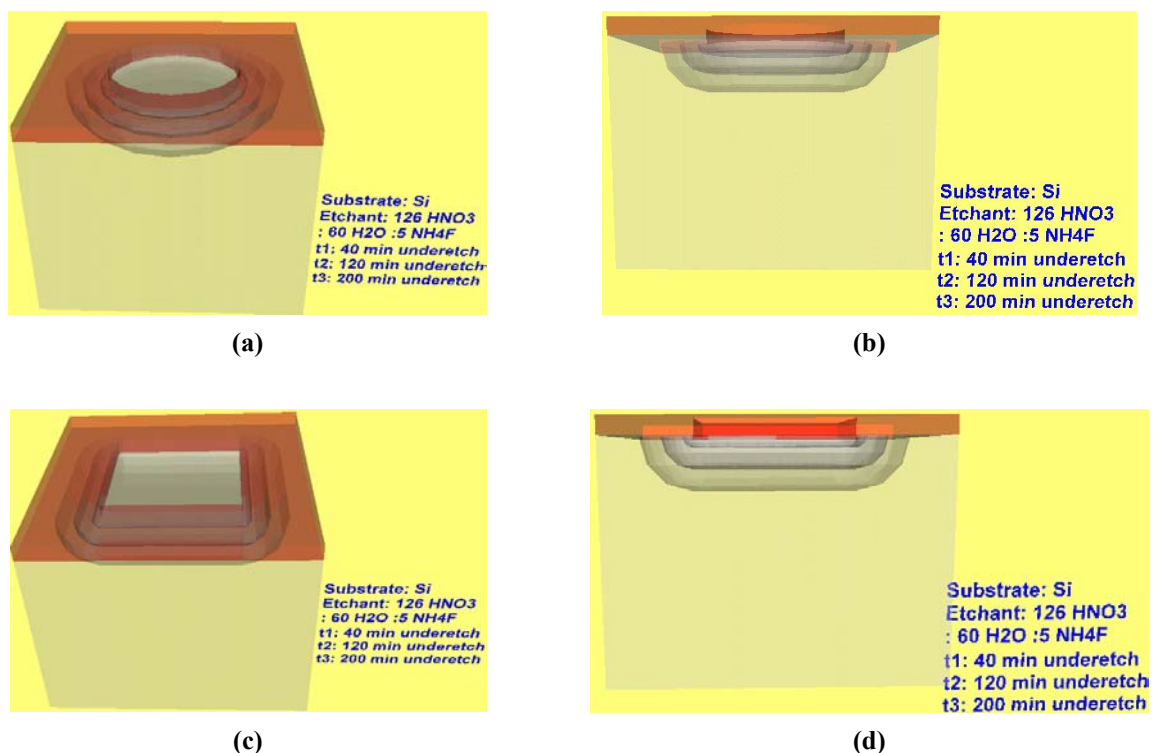 Substrate: Si
Etchant: 126 HNO3
: 60 H2O :5 NH4F
t1: 40 min underetch
t2: 120 min underetch
t3: 200 min underetch
(a)
Substrate: Si
Etchant: 126 HNO3
: 60 H2O :5 NH4F
t1: 40 min underetch
t2: 120 min underetch
t3: 200 min underetch
(b)
Substrate: Si
Etchant: 126 HNO3
: 60 H2O :5 NH4F
t1: 40 min underetch
t2: 120 min underetch
t3: 200 min underetch
(c)
Substrate: Si
Etchant: 126 HNO3
: 60 H2O :5 NH4F
t1: 40 min underetch
t2: 120 min underetch
t3: 200 min underetch
(d)